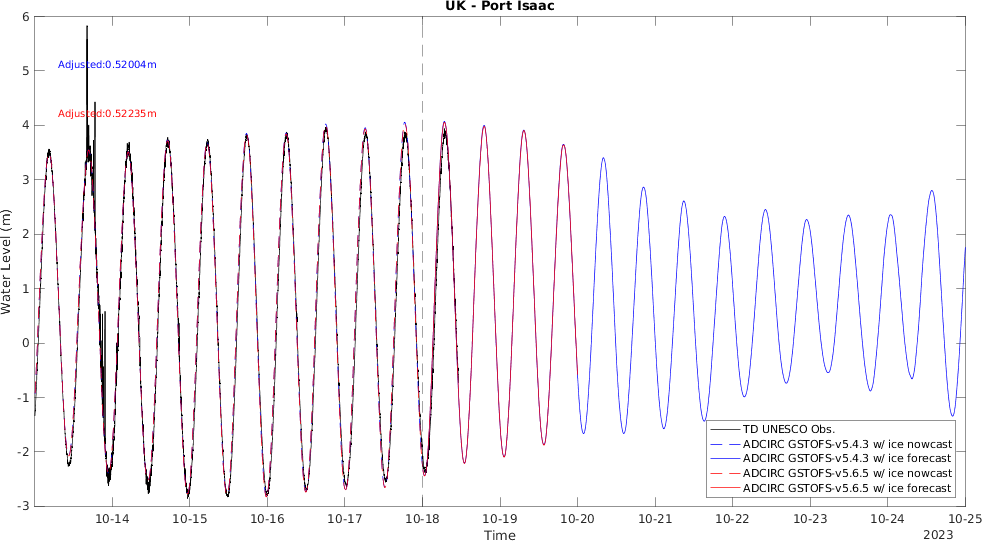 UK - Port Isaac
Water Level (m)
6
5
4
3
2
1
0
-1
-2
-3
Adjusted:0.52004m
Adjusted:0.52235m
TD UNESCO Obs.
ADCIRC GSTOFS-v5.4.3 w/ ice nowcast
ADCIRC GSTOFS-v5.4.3 w/ ice forecast
ADCIRC GSTOFS-v5.6.5 w/ ice nowcast
ADCIRC GSTOFS-v5.6.5 w/ ice forecast
10-14 10-15 10-16 10-17 10-18 10-19 10-20 10-21 10-22 10-23 10-24 10-25
Time
2023